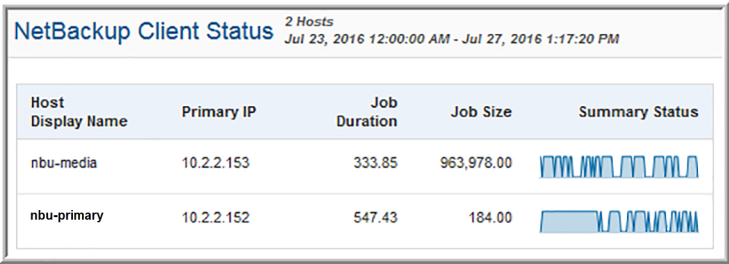 NetBackup Client Status
2 Hosts
Jul 23, 2016 12:00:00 AM - Jul 27, 2016 1:17:20 PM
Host Display Name Primary IP Job Duration Job Size Summary Status
nbu-media 10.2.2.153 333.85 963,978.00
nbu-primary 10.2.2.152 547.43 184.00